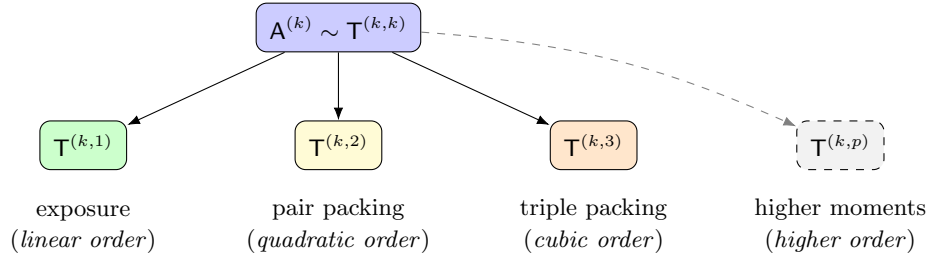 A^{(k)} ∼ T^{(k,k)}
T^{(k,1)} T^{(k,2)} T^{(k,3)} T^{(k,p)}
exposure pair packing triple packing higher moments
(linear order) (quadratic order) (cubic order) (higher order)